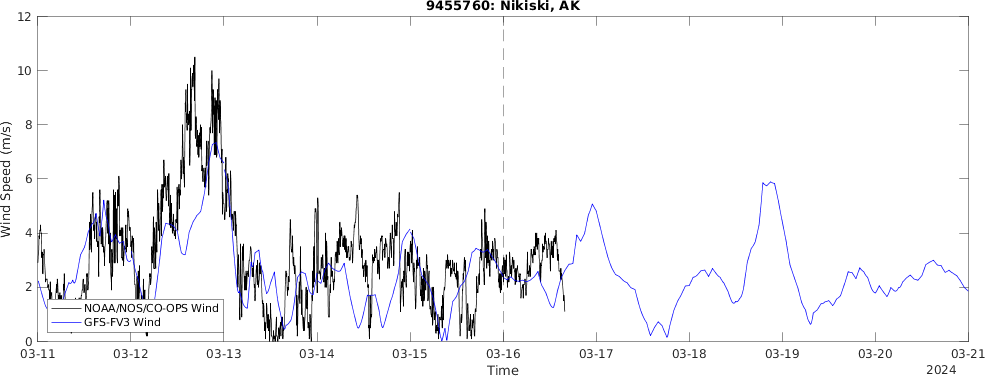 9455760: Nikiski, AK
12
10
8
6
4
2
0
Wind Speed (m/s)
NOAA/NOS/CO-OPS Wind
GFS-FV3 Wind
03-11 03-12 03-13 03-14 03-15 03-16 03-17 03-18 03-19 03-20 03-21
Time
2024